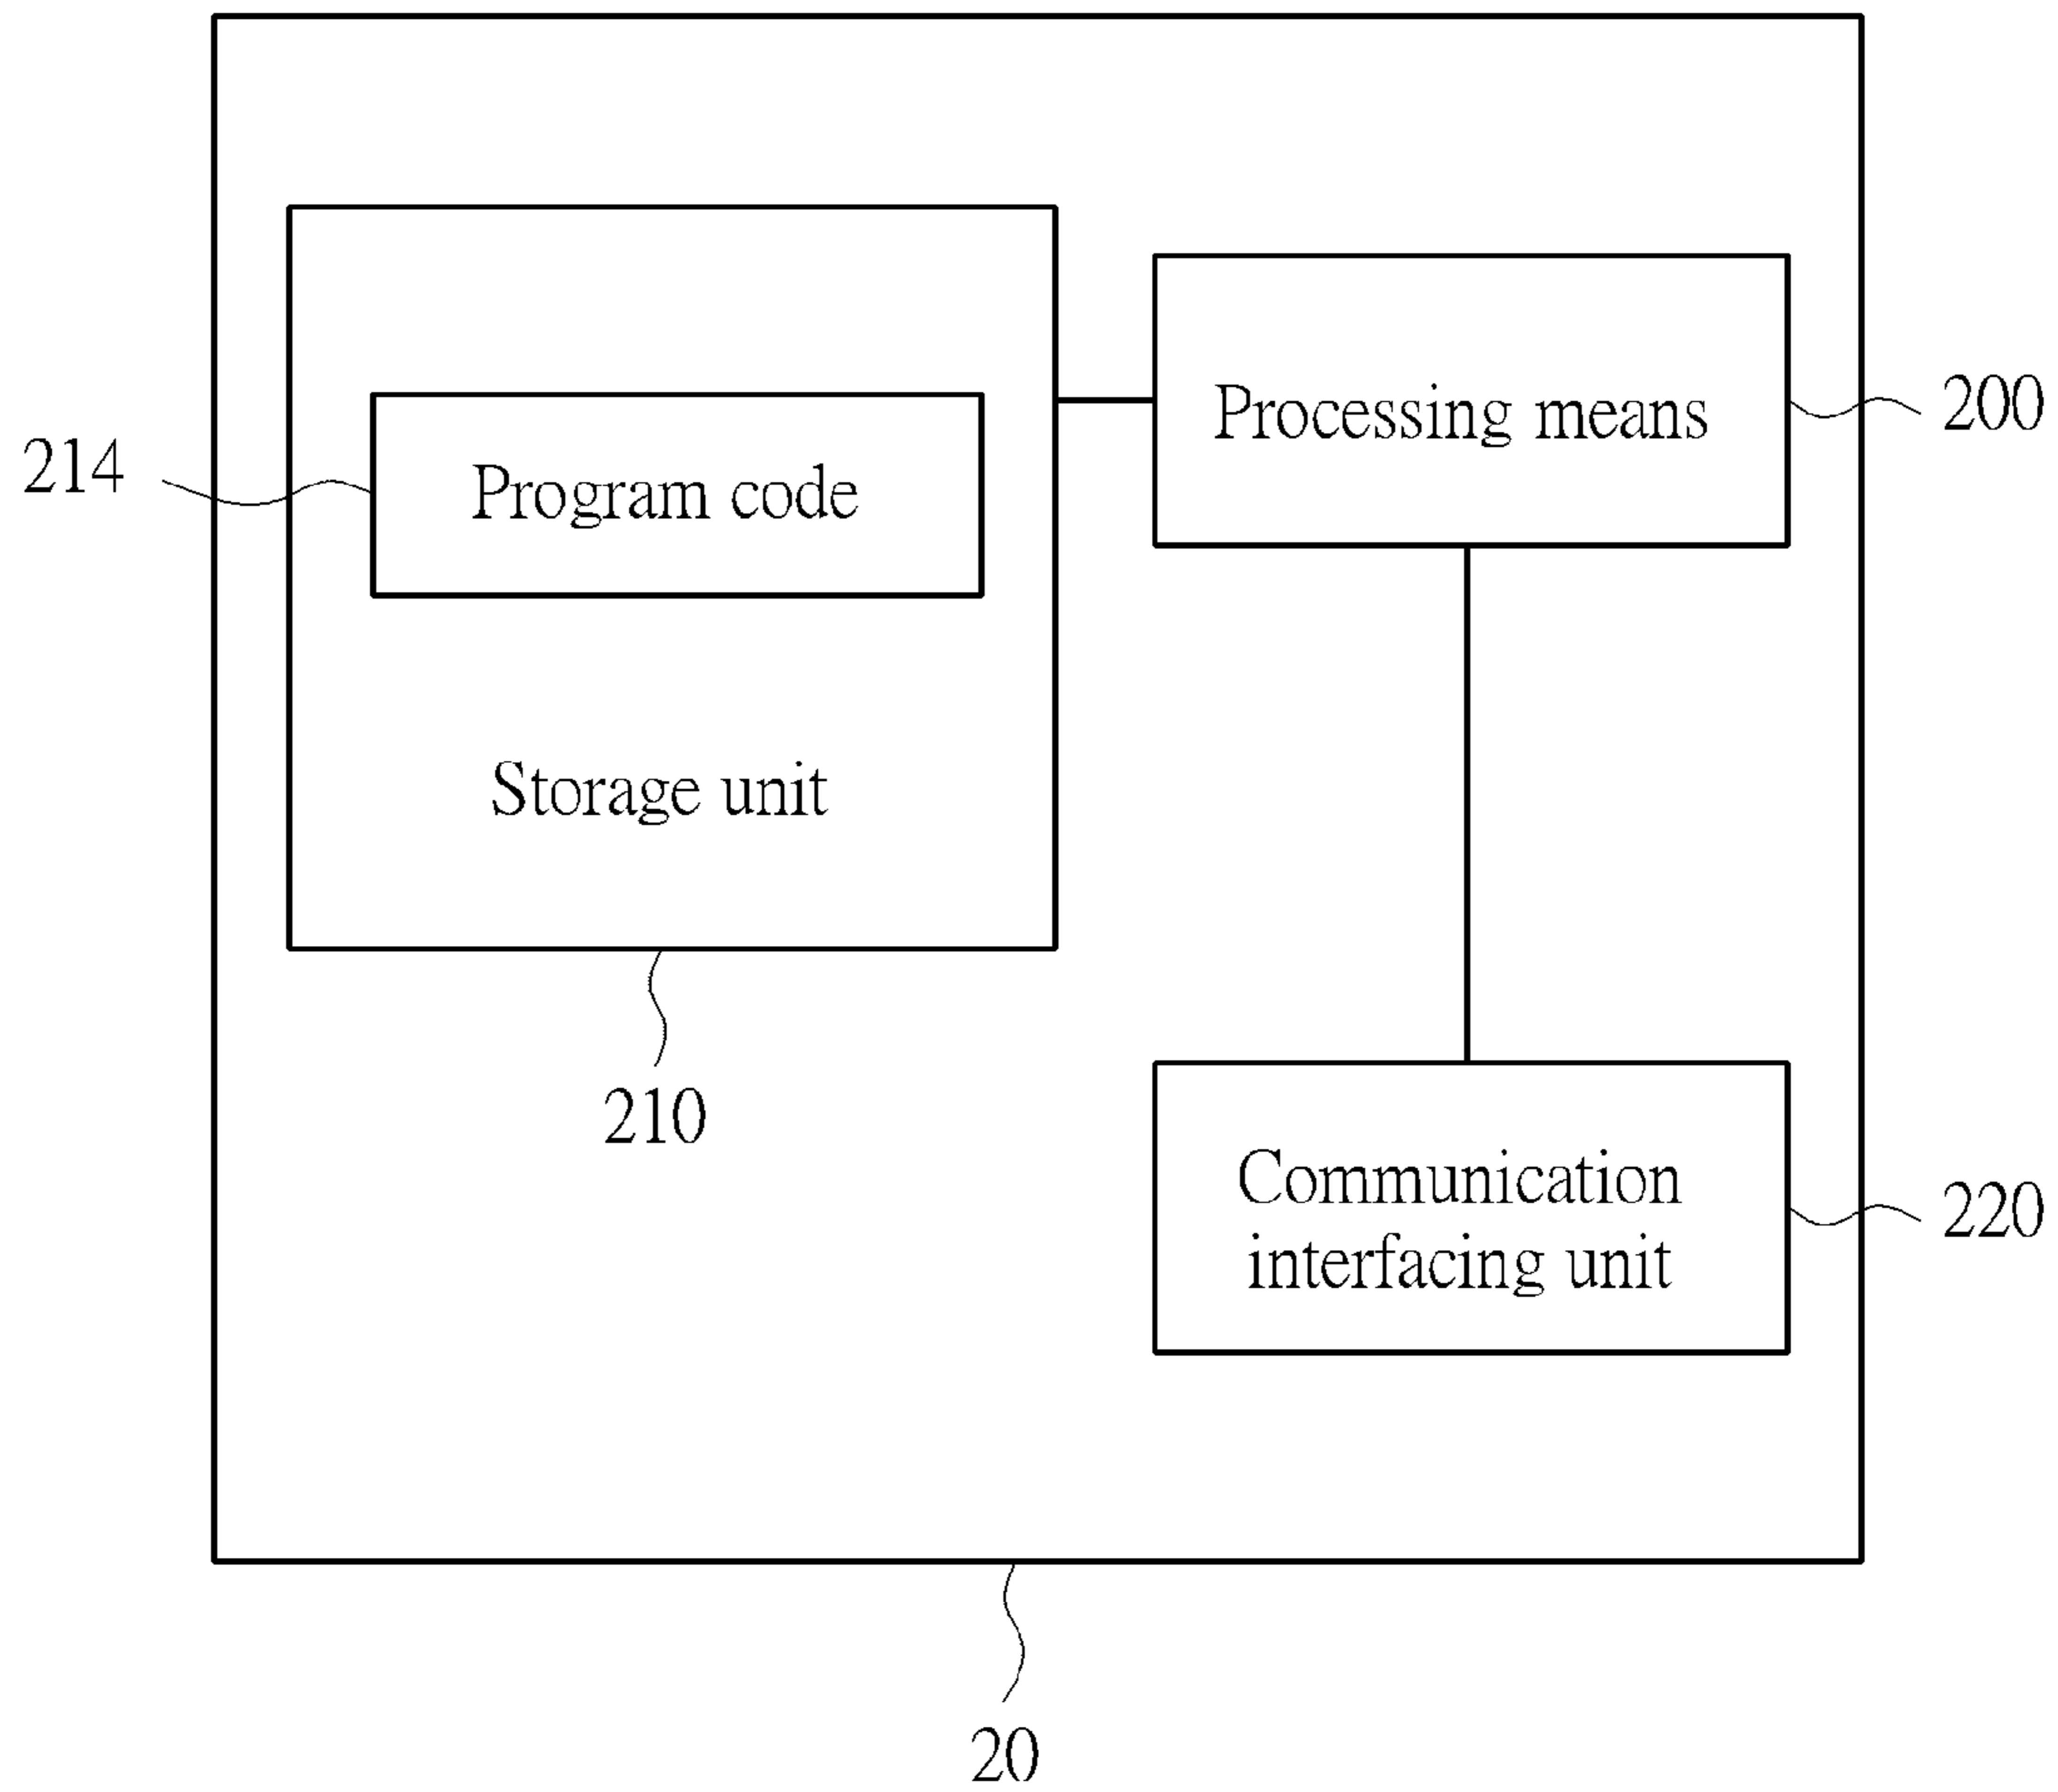 Processing means
200
214
Program code
Storage unit
210
Communication
interfacing unit
220
20